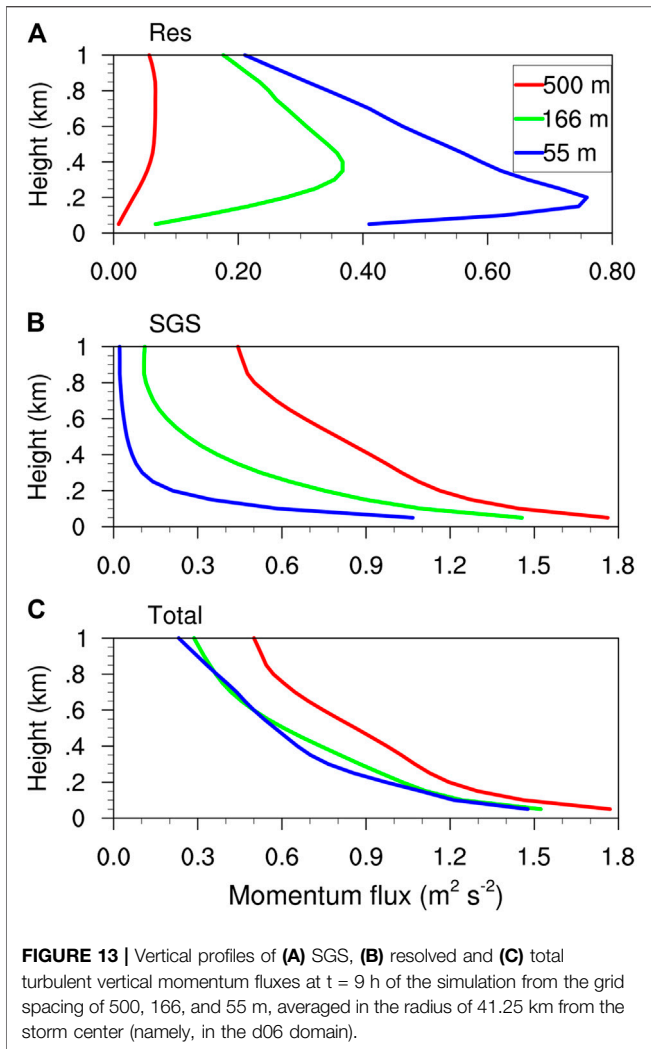 A Res
1
.8
.6
.4
.2
0
Height (km)
500 m
166 m
55 m
0.00 0.20 0.40 0.60 0.80
B SGS
1
.8
.6
.4
.2
0
Height (km)
0.0 0.3 0.6 0.9 1.2 1.5 1.8
C Total
1
.8
.6
.4
.2
0
Height (km)
0.0 0.3 0.6 0.9 1.2 1.5 1.8
Momentum flux (m² s⁻²)
FIGURE 13 | Vertical profiles of (A) SGS, (B) resolved and (C) total
turbulent vertical momentum fluxes at t = 9 h of the simulation from the grid
spacing of 500, 166, and 55 m, averaged in the radius of 41.25 km from the
storm center (namely, in the d06 domain).